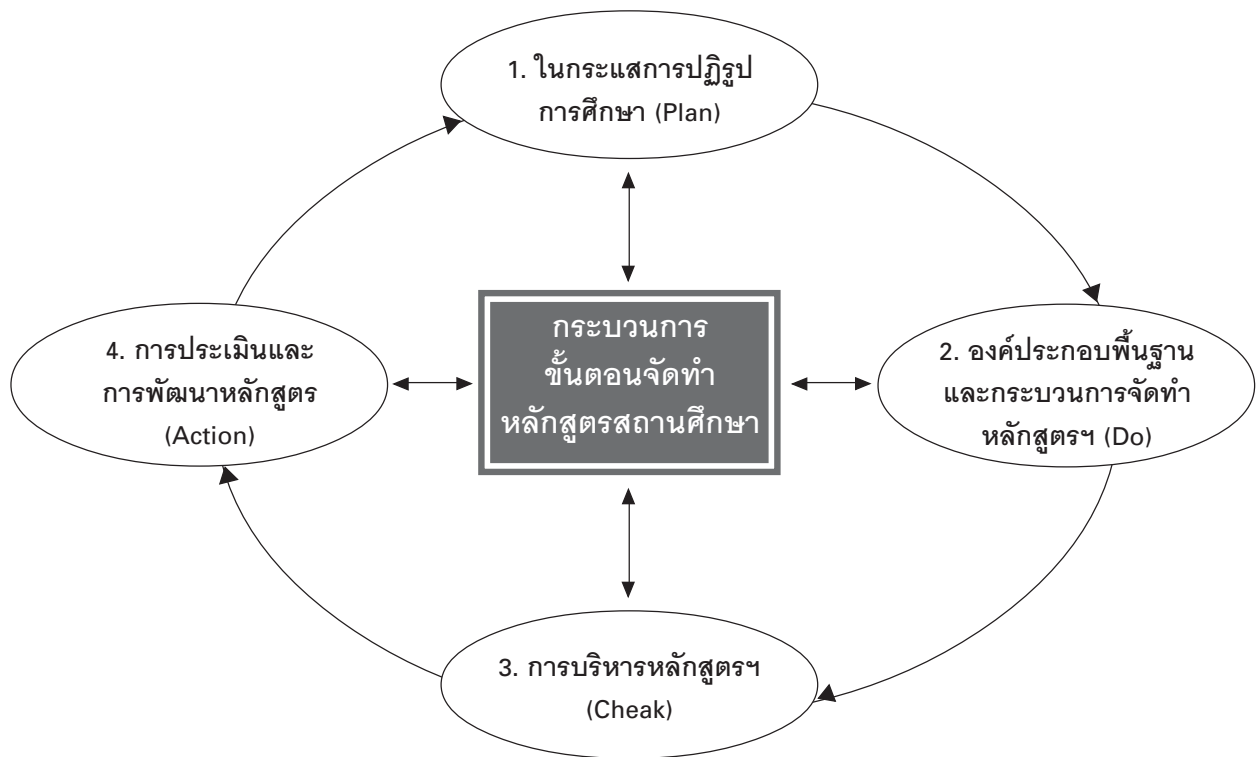 1. ในกระแสการปฏิรูป
การศึกษา (Plan)
กระบวนการ
ขั้นตอนจัดทำ
หลักสูตรสถานศึกษา
4. การประเมินและ
การพัฒนาหลักสูตร
(Action)
2. องค์ประกอบพื้นฐาน
และกระบวนการจัดทำ
หลักสูตรฯ (Do)
3. การบริหารหลักสูตรฯ
(Cheak)